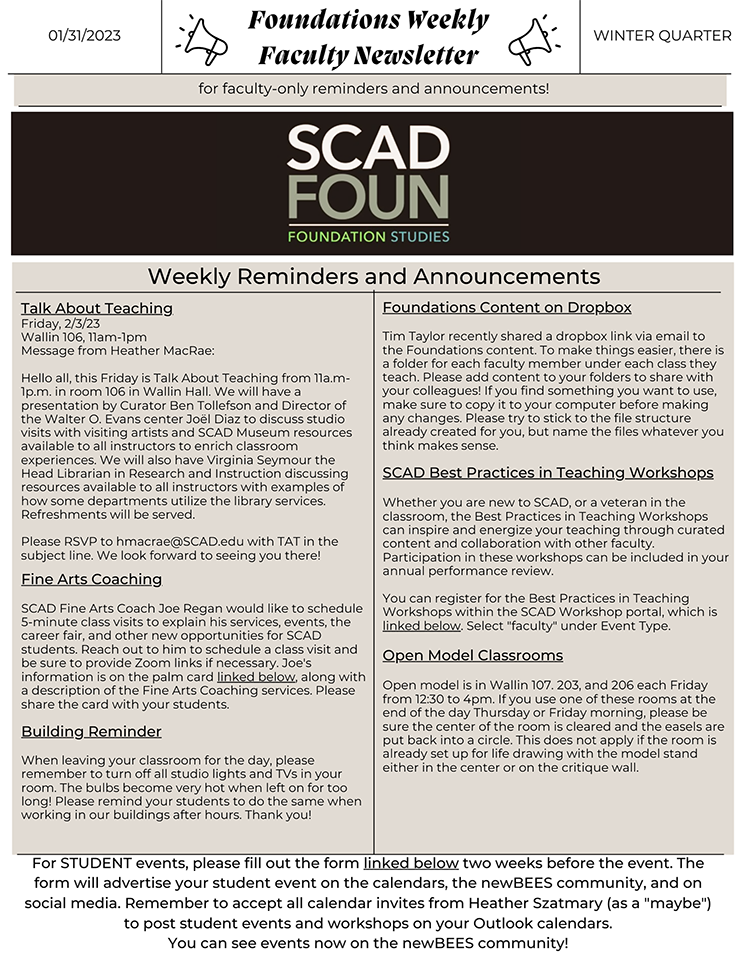 01/31/2023
Foundations Weekly
Faculty Newsletter
WINTER QUARTER
for faculty-only reminders and announcements!
SCAD
FOUN
FOUNDATION STUDIES
Weekly Reminders and Announcements
Talk About Teaching
Friday, 2/3/23
Wallin 106, 11am-1pm
Message from Heather MacRae:
Hello all, this Friday is Talk About Teaching from 11a.m-
1p.m. in room 106 in Wallin Hall. We will have a
presentation by Curator Ben Tollefson and Director of
the Walter O. Evans center Joël Diaz to discuss studio
visits with visiting artists and SCAD Museum resources
available to all instructors to enrich classroom
experiences. We will also have Virginia Seymour the
Head Librarian in Research and Instruction discussing
resources available to all instructors with examples of
how some departments utilize the library services.
Refreshments will be served.
Please RSVP to hmacrae@SCAD.edu with TAT in the
subject line. We look forward to seeing you there!
Fine Arts Coaching
SCAD Fine Arts Coach Joe Regan would like to schedule
5-minute class visits to explain his services, events, the
career fair, and other new opportunities for SCAD
students. Reach out to him to schedule a class visit and
be sure to provide Zoom links if necessary. Joe's
information is on the palm card linked below, along with
a description of the Fine Arts Coaching services. Please
share the card with your students.
Building Reminder
When leaving your classroom for the day, please
remember to turn off all studio lights and TVs in your
room. The bulbs become very hot when left on for too
long! Please remind your students to do the same when
working in our buildings after hours. Thank you!
Foundations Content on Dropbox
Tim Taylor recently shared a dropbox link via email to
the Foundations content. To make things easier, there is
a folder for each faculty member under each class they
teach. Please add content to your folders to share with
your colleagues! If you find something you want to use,
make sure to copy it to your computer before making
any changes. Please try to stick to the file structure
already created for you, but name the files whatever you
think makes sense.
SCAD Best Practices in Teaching Workshops
Whether you are new to SCAD, or a veteran in the
classroom, the Best Practices in Teaching Workshops
can inspire and energize your teaching through curated
content and collaboration with other faculty.
Participation in these workshops can be included in your
annual performance review.
You can register for the Best Practices in Teaching
Workshops within the SCAD Workshop portal, which is
linked below. Select "faculty" under Event Type.
Open Model Classrooms
Open model is in Wallin 107. 203, and 206 each Friday
from 12:30 to 4pm. If you use one of these rooms at the
end of the day Thursday or Friday morning, please be
sure the center of the room is cleared and the easels are
put back into a circle. This does not apply if the room is
already set up for life drawing with the model stand
either in the center or on the critique wall.
For STUDENT events, please fill out the form linked below two weeks before the event. The
form will advertise your student event on the calendars, the newBEES community, and on
social media. Remember to accept all calendar invites from Heather Szatmary (as a "maybe")
to post student events and workshops on your Outlook calendars.
You can see events now on the newBEES community!